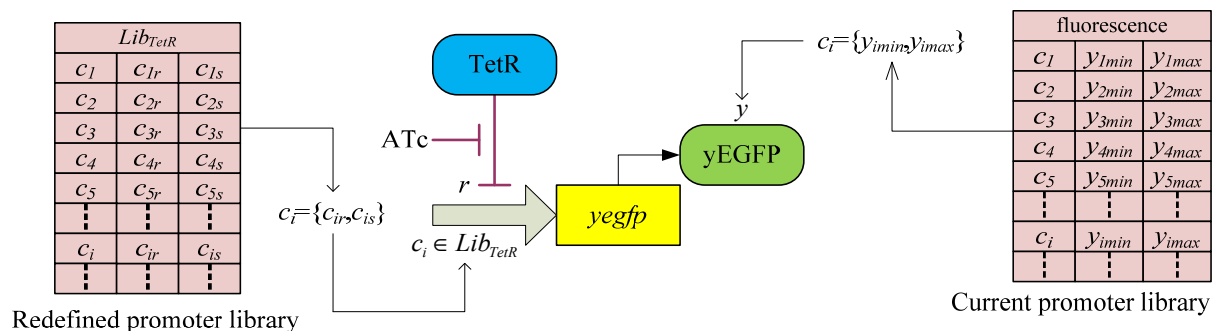 Lib_TetR
c_1 c_1r c_1s
c_2 c_2r c_2s
c_3 c_3r c_3s
c_4 c_4r c_4s
c_5 c_5r c_5s
c_i c_ir c_is
Redefined promoter library
c_i={c_ir,c_is}
TetR
ATc
r
c_i ∈ Lib_TetR
yegfp
yEGFP
y
c_i={y_imin,y_imax}
fluorescence
c_1 y_1min y_1max
c_2 y_2min y_2max
c_3 y_3min y_3max
c_4 y_4min y_4max
c_5 y_5min y_5max
c_i y_imin y_imax
Current promoter library